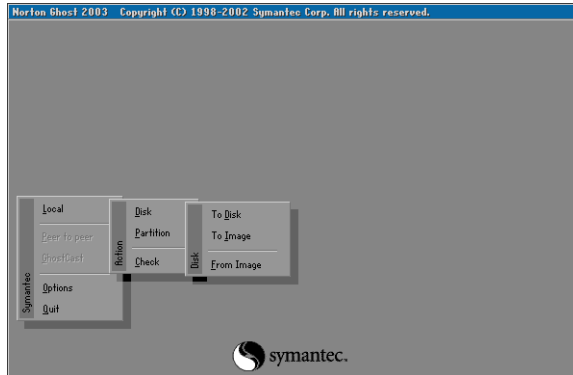 Norton Ghost 2003 Copyright (C) 1998-2002 Symantec Corp. All rights reserved.
Local
Peer to peer
GhostCast
Options
Quit
Symantec
Disk
Partition
Check
Action
To Disk
To Image
From Image
Disk
symantec.